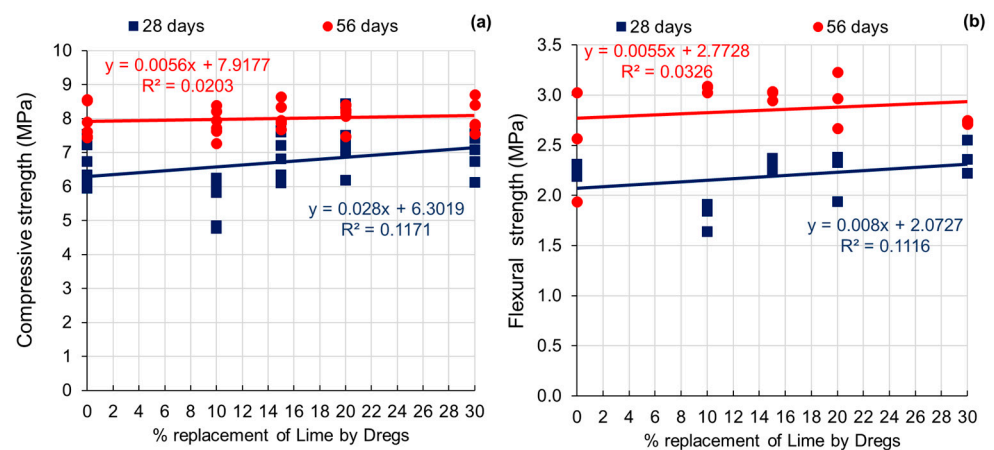 28 days 56 days (a)
Compressive strength (MPa)
10
9
8
7
6
5
4
3
2
1
0
y = 0.0056x + 7.9177
R² = 0.0203
y = 0.028x + 6.3019
R² = 0.1171
0 2 4 6 8 10 12 14 16 18 20 22 24 26 28 30
% replacement of Lime by Dregs
28 days 56 days (b)
Flexural strength (MPa)
3.5
3.0
2.5
2.0
1.5
1.0
0.5
0.0
y = 0.0055x + 2.7728
R² = 0.0326
y = 0.008x + 2.0727
R² = 0.1116
0 2 4 6 8 10 12 14 16 18 20 22 24 26 28 30
% replacement of Lime by Dregs